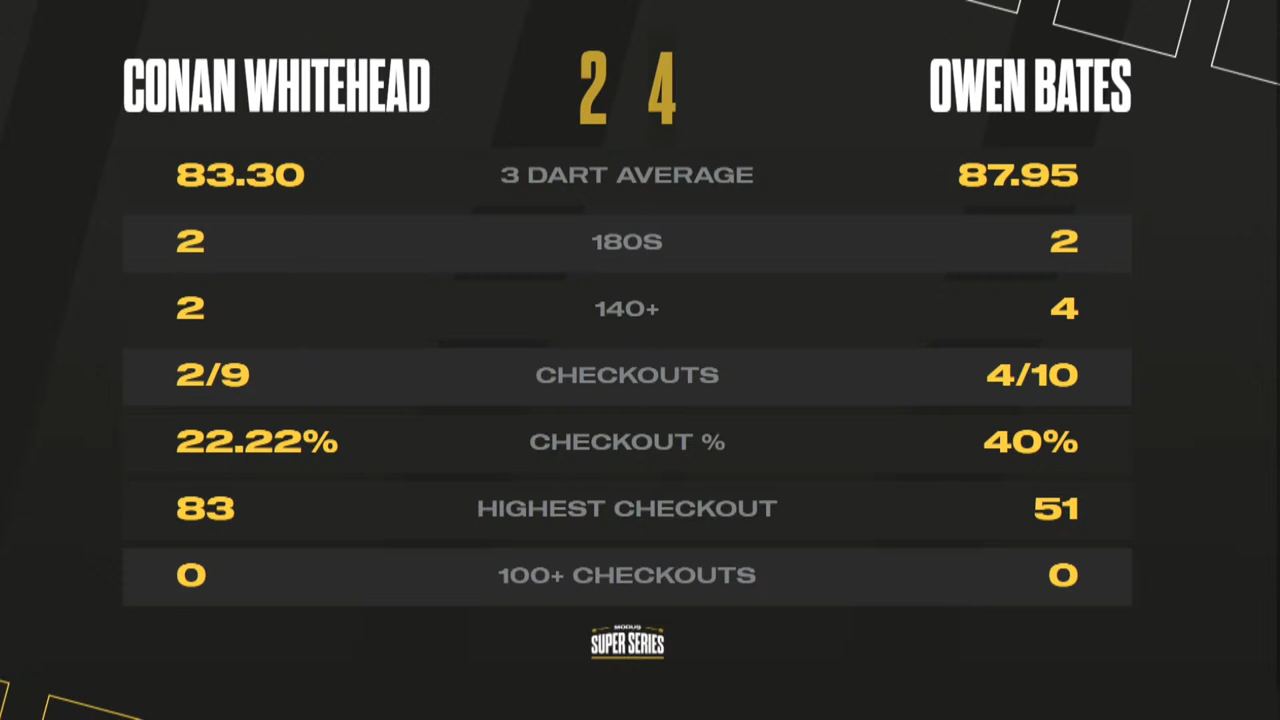 CONAN WHITEHEAD 2 4 OWEN BATES
83.30 3 DART AVERAGE 87.95
2 180S 2
2 140+ 4
2/9 CHECKOUTS 4/10
22.22% CHECKOUT % 40%
83 HIGHEST CHECKOUT 51
0 100+ CHECKOUTS 0
MODUS
SUPER SERIES